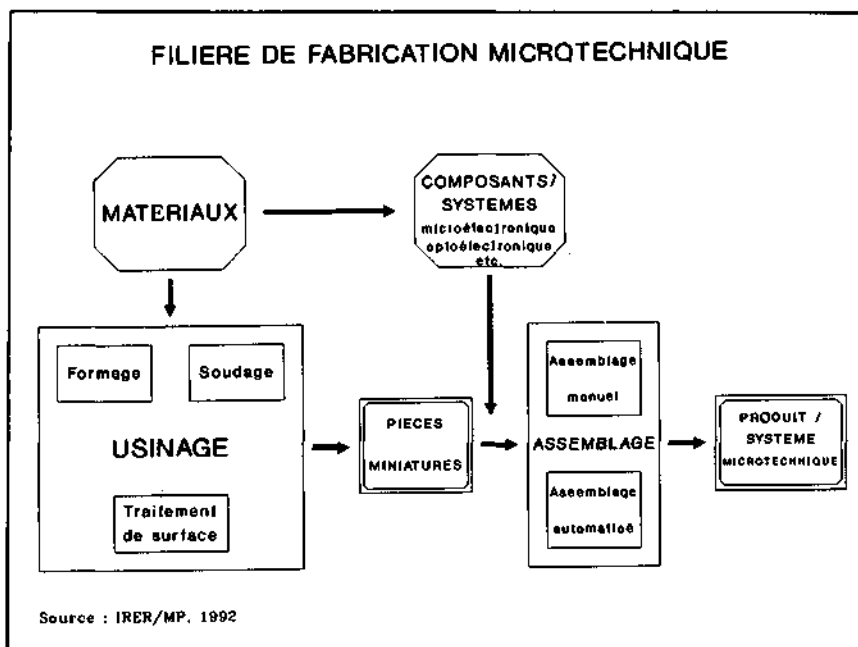 FILIERE DE FABRICATION MICROTECHNIQUE
MATERIAUX
COMPOSANTS/
SYSTEMES
microélectronique
optoélectronique
etc.
Formage
Soudage
USINAGE
Traitement
de surface
PIECES
MINIATURES
Assemblage
manuel
ASSEMBLAGE
Assemblage
automatisé
PRODUIT /
SYSTEME
MICROTECHNIQUE
Source : IRER/MP, 1992